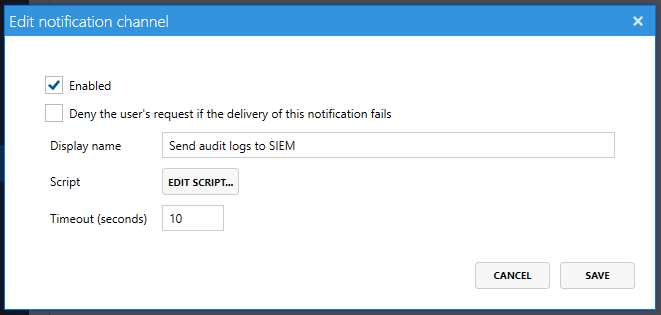 Edit notification channel
Enabled
Deny the user's request if the delivery of this notification fails
Display name Send audit logs to SIEM
Script EDIT SCRIPT...
Timeout (seconds) 10
CANCEL SAVE